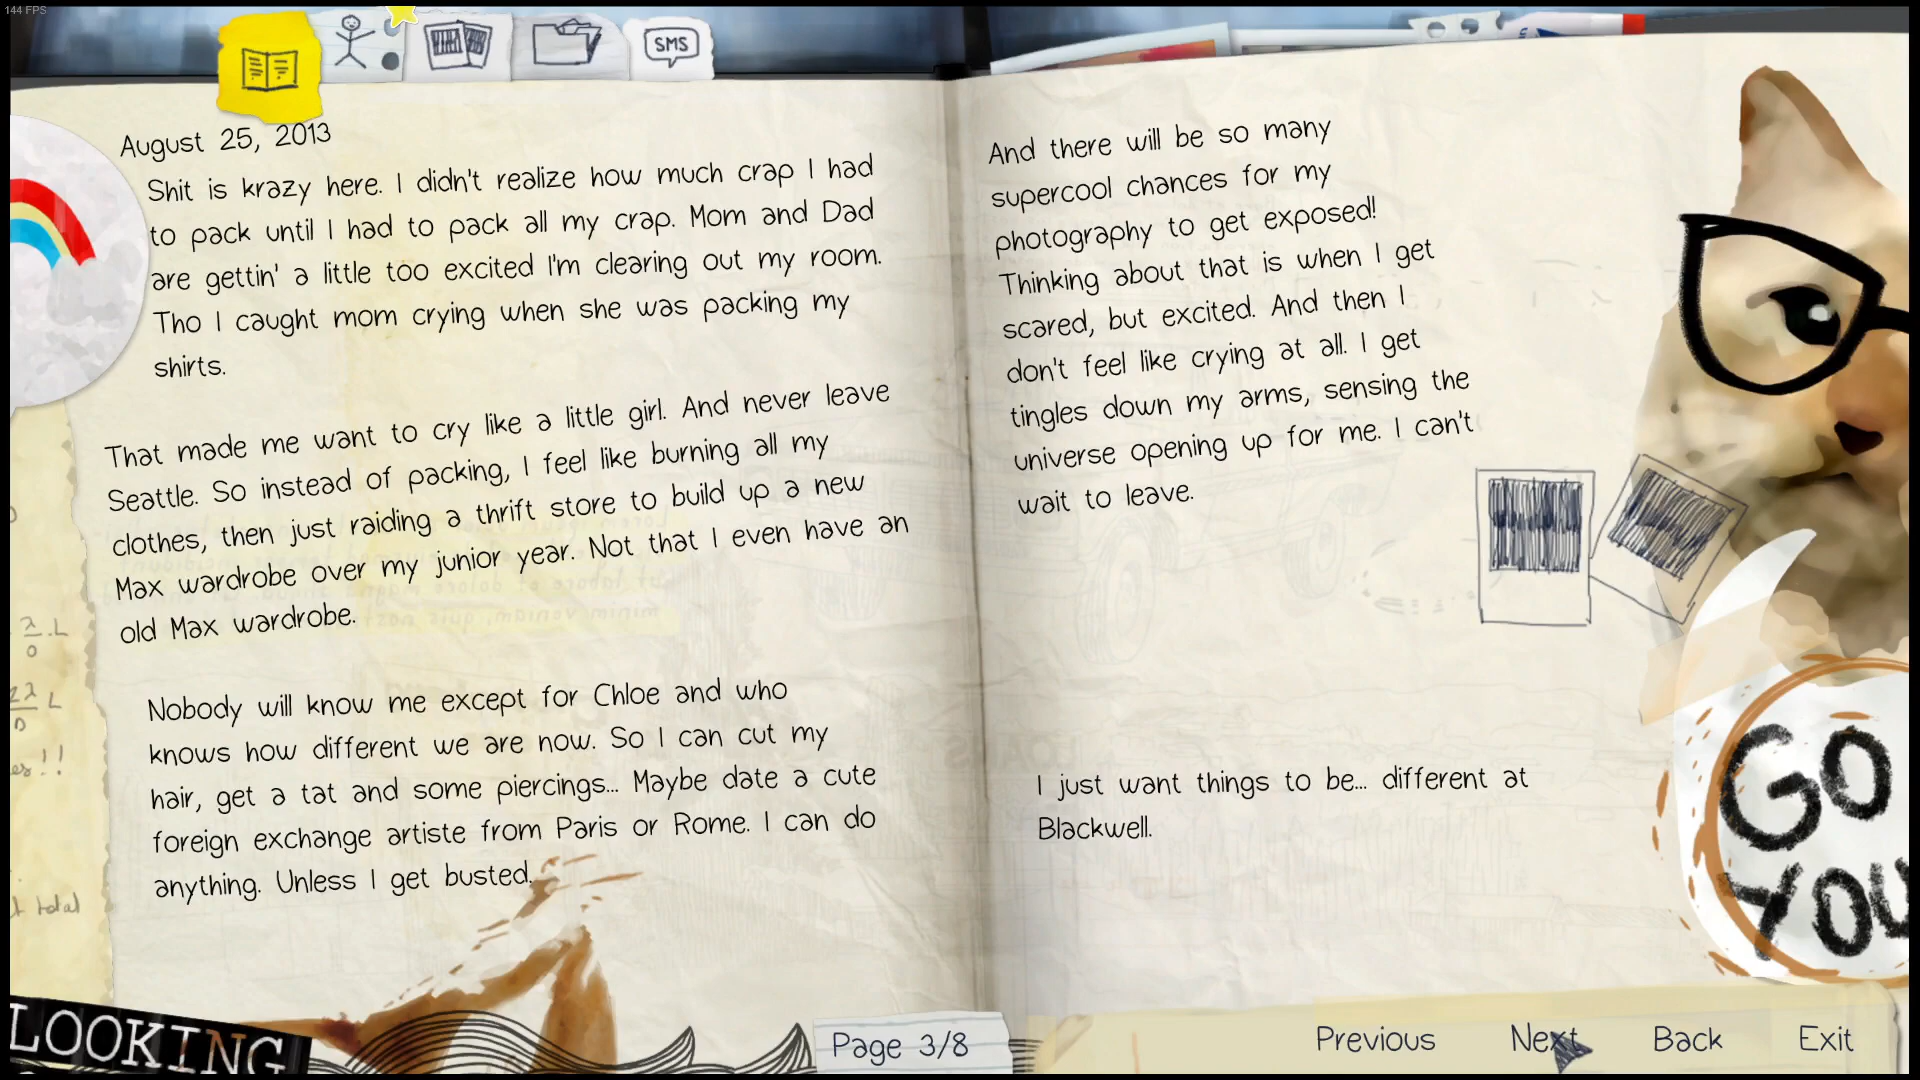 144 FPS
SMS
August 25, 2013
Shit is krazy here. I didn't realize how much crap I had
to pack until I had to pack all my crap. Mom and Dad
are gettin' a little too excited I'm clearing out my room.
Tho I caught mom crying when she was packing my
shirts.
That made me want to cry like a little girl. And never leave
Seattle. So instead of packing, I feel like burning all my
clothes, then just raiding a thrift store to build up a new
Max wardrobe over my junior year. Not that I even have an
old Max wardrobe.
Nobody will know me except for Chloe and who
knows how different we are now. So I can cut my
hair, get a tat and some piercings... Maybe date a cute
foreign exchange artiste from Paris or Rome. I can do
anything. Unless I get busted.
And there will be so many
supercool chances for my
photography to get exposed!
Thinking about that is when I get
scared, but excited. And then I
don't feel like crying at all. I get
tingles down my arms, sensing the
universe opening up for me. I can't
wait to leave.
I just want things to be... different at
Blackwell.
GO
YOU
LOOKING
Page 3/8
Previous
Next
Back
Exit